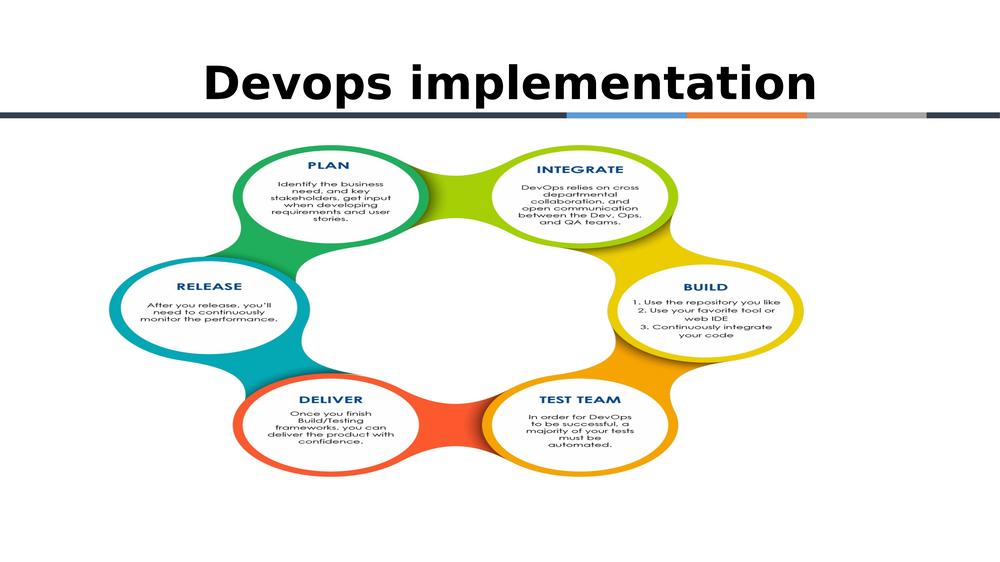 Devops implementation
PLAN
Identify the business
need, and key
stakeholders, get input
when developing
requirements and user
stories.
INTEGRATE
DevOps relies on cross
departmental
collaboration, and
open communication
between the Dev, Ops,
and QA teams.
BUILD
1. Use the repository you like
2. Use your favorite tool or
web IDE
3. Continuously integrate
your code
TEST TEAM
In order for DevOps
to be successful, a
majority of your tests
must be
automated.
DELIVER
Once you finish
Build/Testing
frameworks, you can
deliver the product with
confidence.
RELEASE
After you release, you'll
need to continuously
monitor the performance.